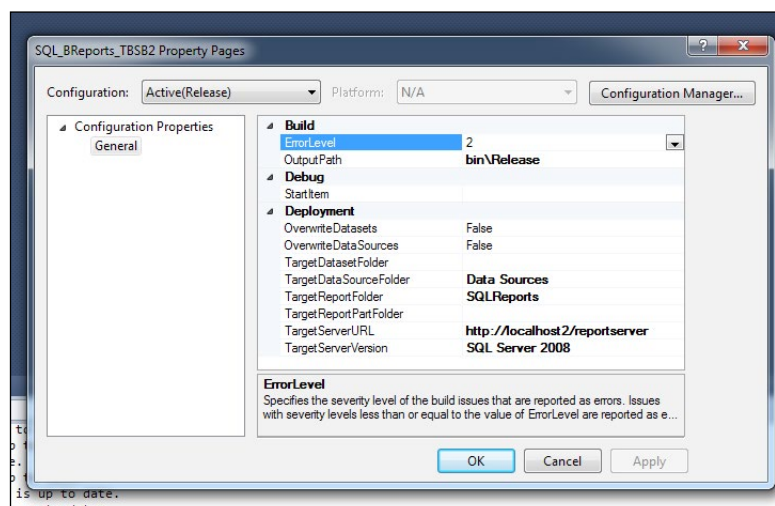 SQL_BReports_TBSB2 Property Pages
Configuration: Active(Release) Platform: N/A Configuration Manager...
Configuration Properties
General
Build
ErrorLevel 2
OutputPath bin\Release
Debug
StartItem
Deployment
OverwriteDatasets False
OverwriteDataSources False
TargetDatasetFolder
TargetDataSourceFolder Data Sources
TargetReportFolder SQLReports
TargetReportPartFolder
TargetServerURL http://localhost2/reportserver
TargetServerVersion SQL Server 2008
ErrorLevel
Specifies the severity level of the build issues that are reported as errors. Issues
with severity levels less than or equal to the value of ErrorLevel are reported as e...
OK Cancel Apply
is up to date.